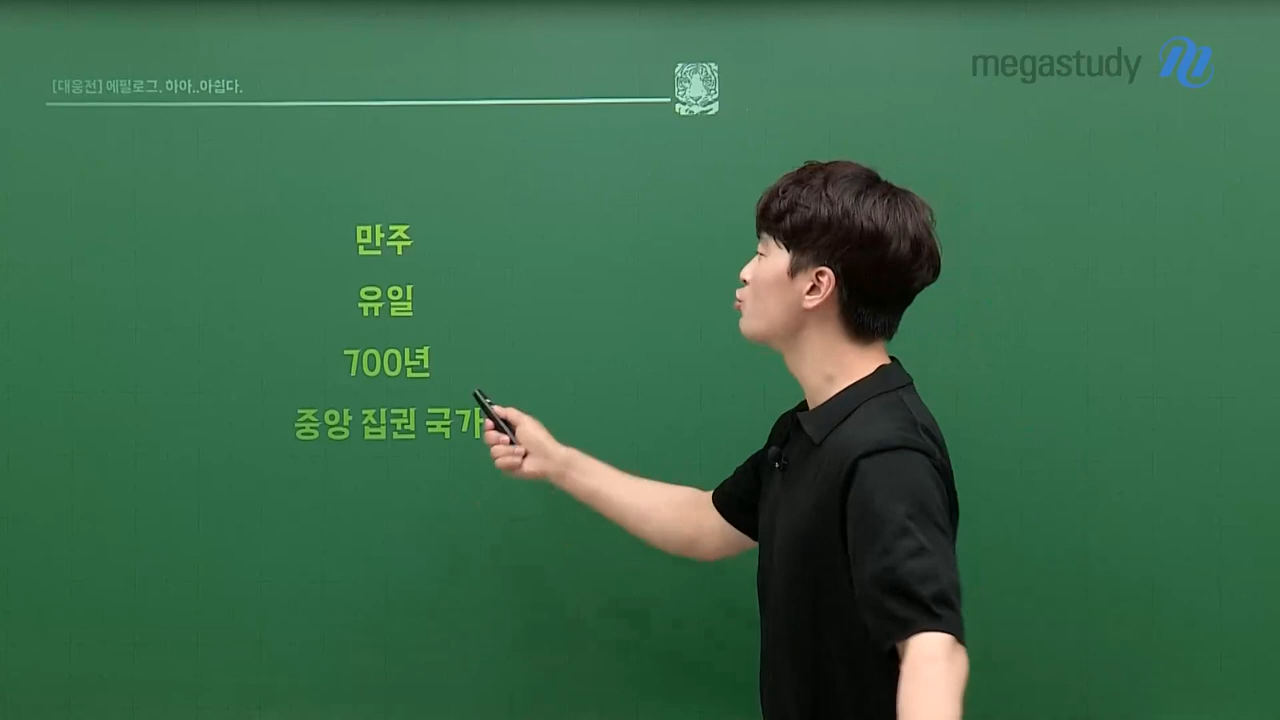 [대웅전] 에필로그. 하아..아쉽다.
megastudy
만주
유일
700년
중앙 집권 국가